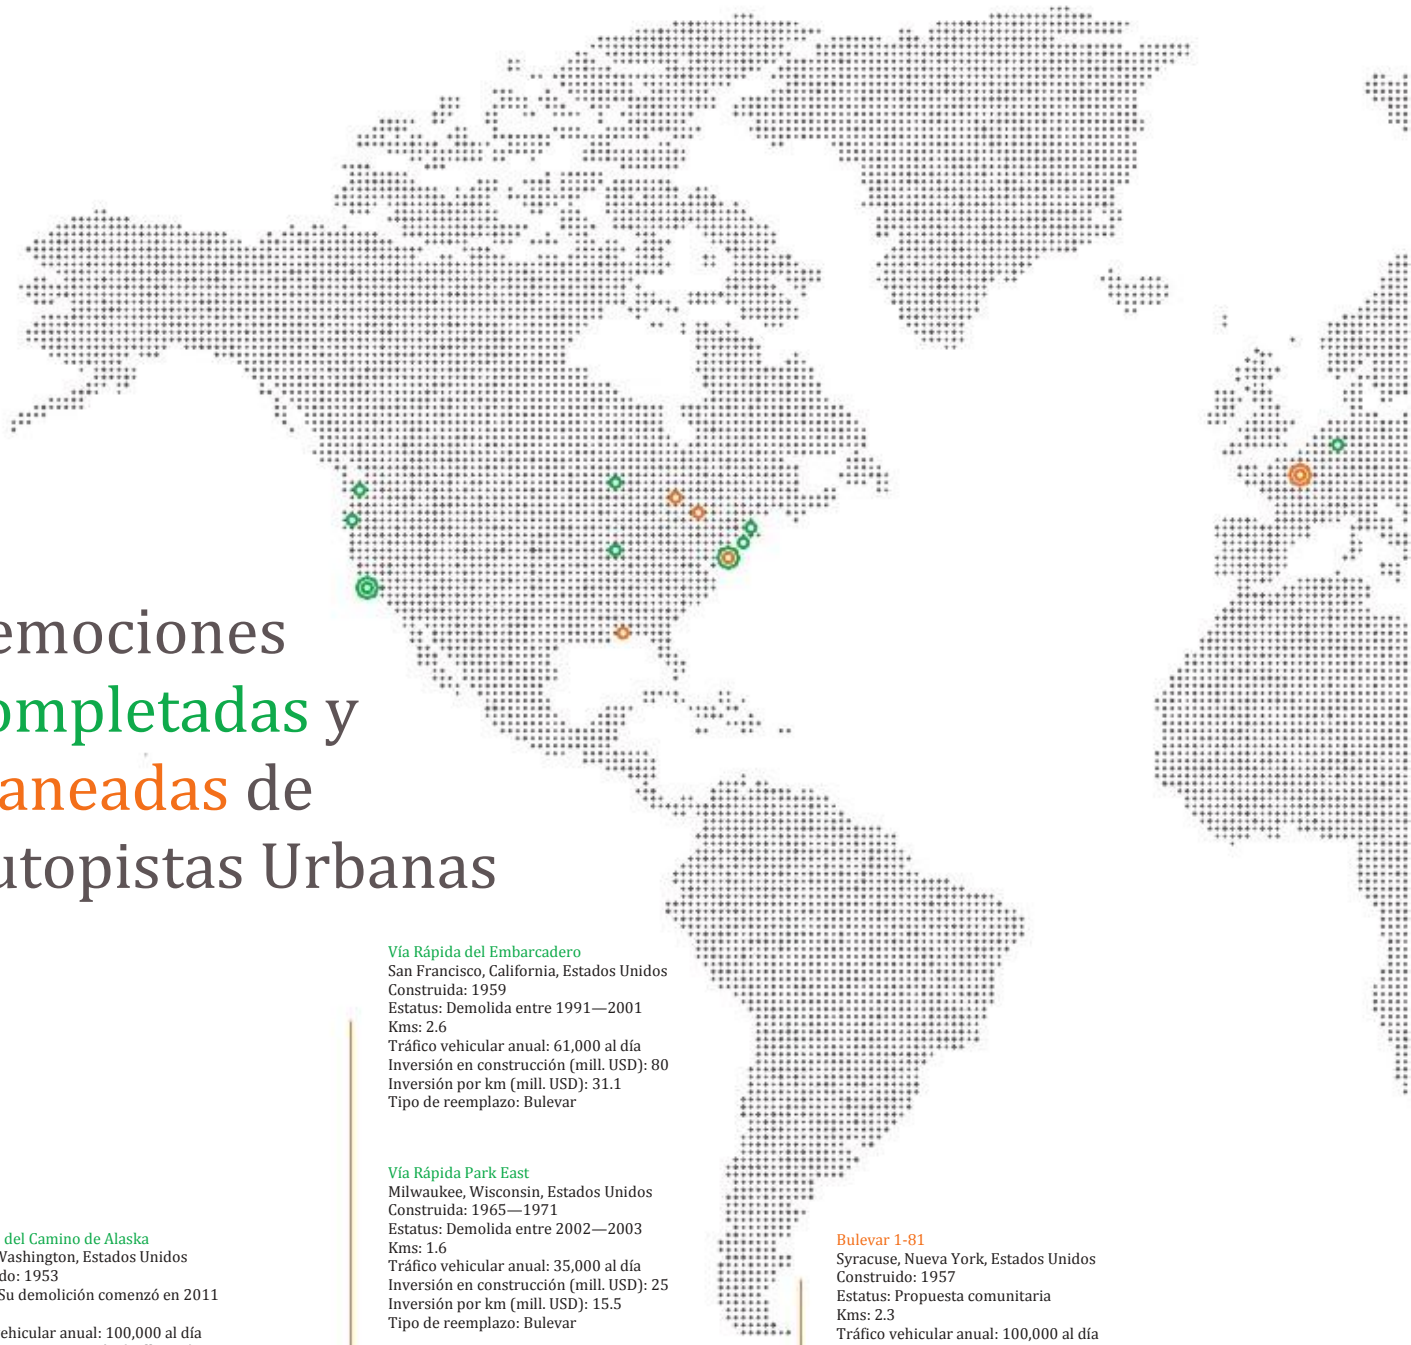 emociones
ompletadas y
aneadas de
utopistas Urbanas
Vía Rápida del Embarcadero
San Francisco, California, Estados Unidos
Construida: 1959
Estatus: Demolida entre 1991—2001
Kms: 2.6
Tráfico vehicular anual: 61,000 al día
Inversión en construcción (mill. USD): 80
Inversión por km (mill. USD): 31.1
Tipo de reemplazo: Bulevar
Vía Rápida Park East
Milwaukee, Wisconsin, Estados Unidos
Construida: 1965—1971
Estatus: Demolida entre 2002—2003
Kms: 1.6
Tráfico vehicular anual: 35,000 al día
Inversión en construcción (mill. USD): 25
Inversión por km (mill. USD): 15.5
Tipo de reemplazo: Bulevar
del Camino de Alaska
Washington, Estados Unidos
do: 1953
Su demolición comenzó en 2011
ehicular anual: 100,000 al día
Bulevar 1-81
Syracuse, Nueva York, Estados Unidos
Construido: 1957
Estatus: Propuesta comunitaria
Kms: 2.3
Tráfico vehicular anual: 100,000 al día